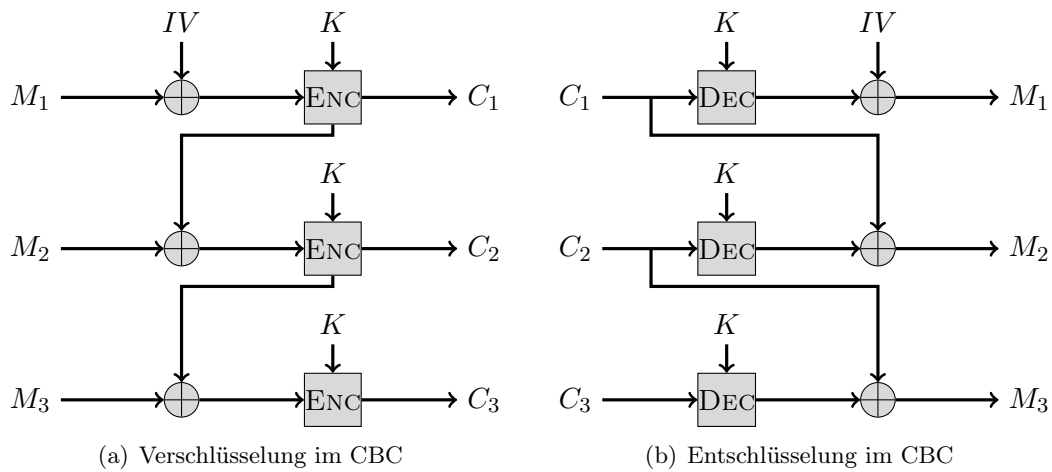 IV K K IV
M₁ ENC C₁ C₁ DEC M₁
K K
M₂ ENC C₂ C₂ DEC M₂
K K
M₃ ENC C₃ C₃ DEC M₃
(a) Verschlüsselung im CBC (b) Entschlüsselung im CBC